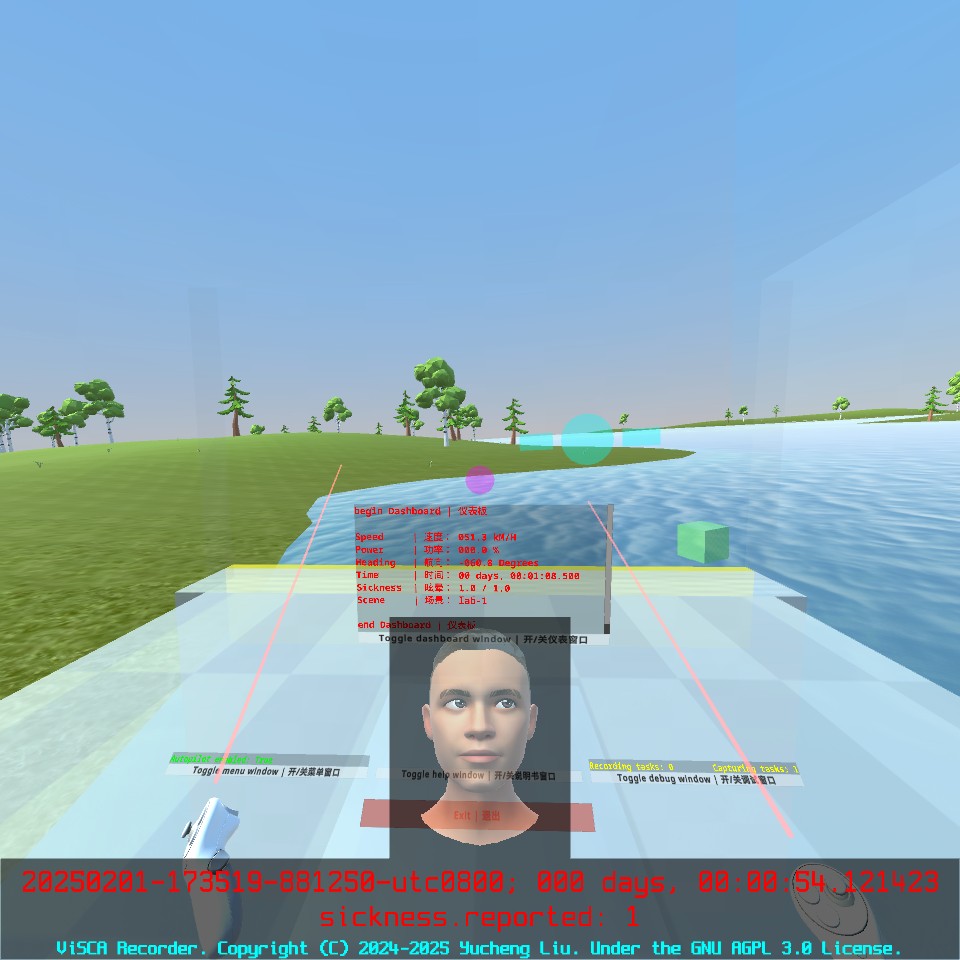 begin Dashboard | 仪表板
Speed | 速度: 051.3 kM/H
Power | 功率: 000.0 %
Heading | 航向: -060.8 Degrees
Time | 时间: 00 days, 00:01:08.500
Sickness | 眩晕: 1.0 / 1.0
Scene | 场景: lab-1
end Dashboard | 仪表板
Toggle dashboard window | 开/关仪表窗口
Autopilot enabled: True
Toggle menu window | 开/关菜单窗口
Toggle help window | 开/关说明书窗口
Recording tasks: 0 Capturing tasks: 1
Toggle debug window | 开/关调试窗口
Exit | 退出
20250201-173519-881250-utc0800; 000 days, 00:00:54.121423
sickness.reported: 1
ViSCA Recorder. Copyright (C) 2024-2025 Yucheng Liu. Under the GNU AGPL 3.0 License.